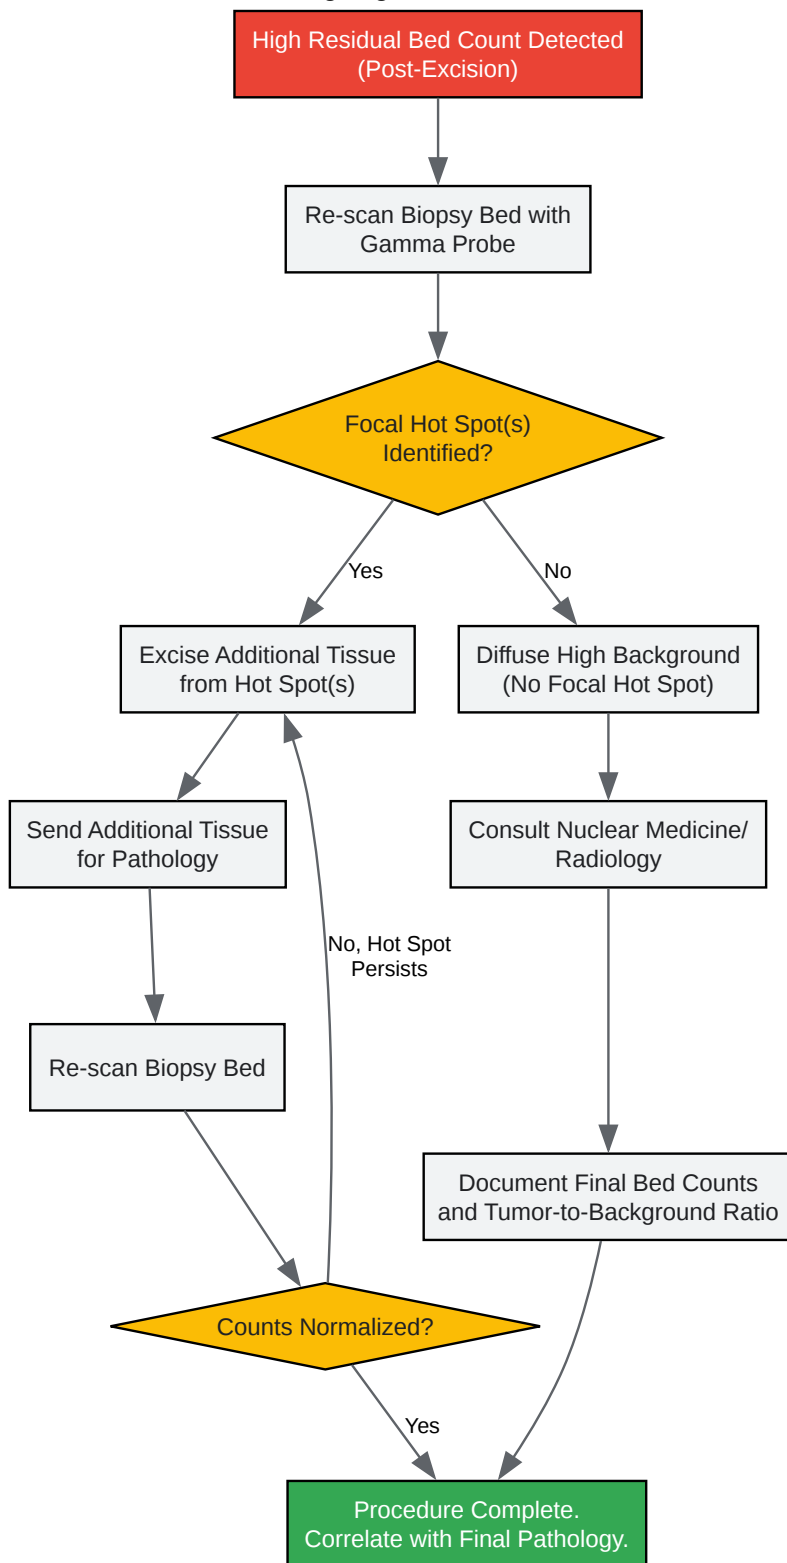 High Residual Bed Count Detected
(Post-Excision)
Re-scan Biopsy Bed with
Gamma Probe
Focal Hot Spot(s)
Identified?
Yes
No
Excise Additional Tissue
from Hot Spot(s)
Diffuse High Background
(No Focal Hot Spot)
Send Additional Tissue
for Pathology
Consult Nuclear Medicine/
Radiology
No, Hot Spot
Persists
Re-scan Biopsy Bed
Document Final Bed Counts
and Tumor-to-Background Ratio
Counts Normalized?
Yes
Procedure Complete.
Correlate with Final Pathology.